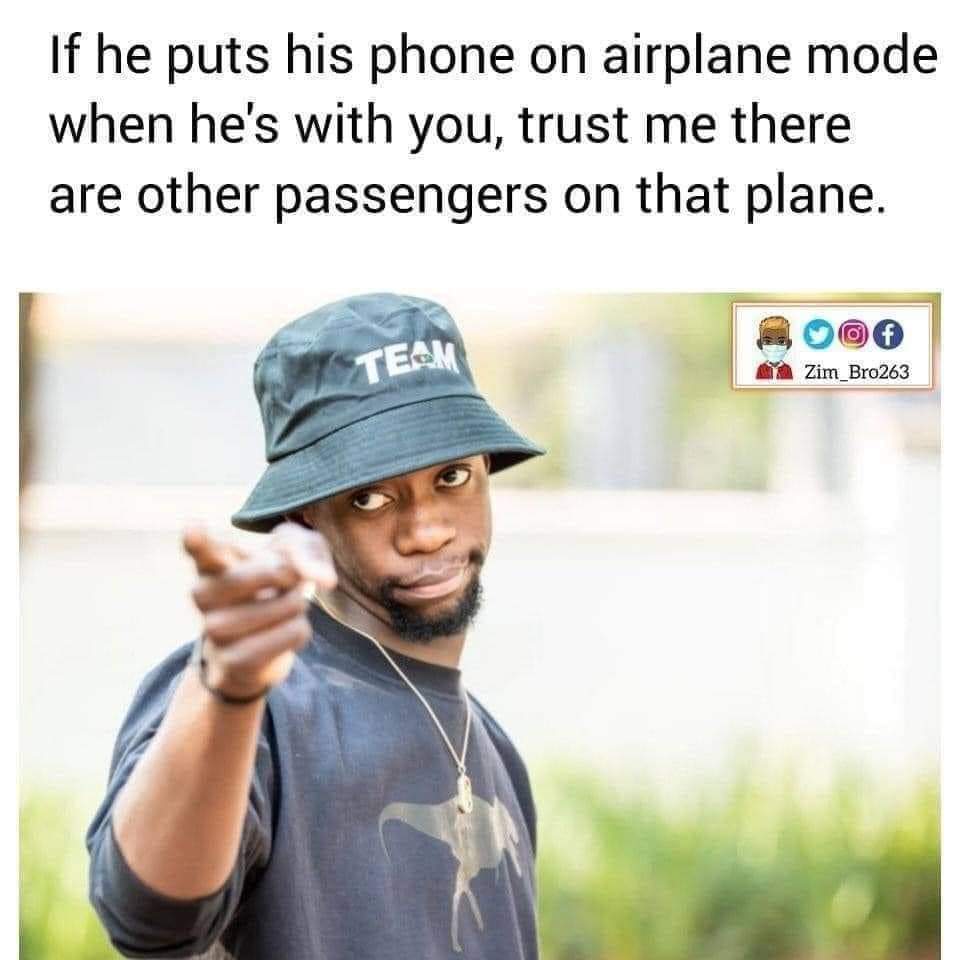 If he puts his phone on airplane mode
when he's with you, trust me there
are other passengers on that plane.
TEAM
Zim_Bro263